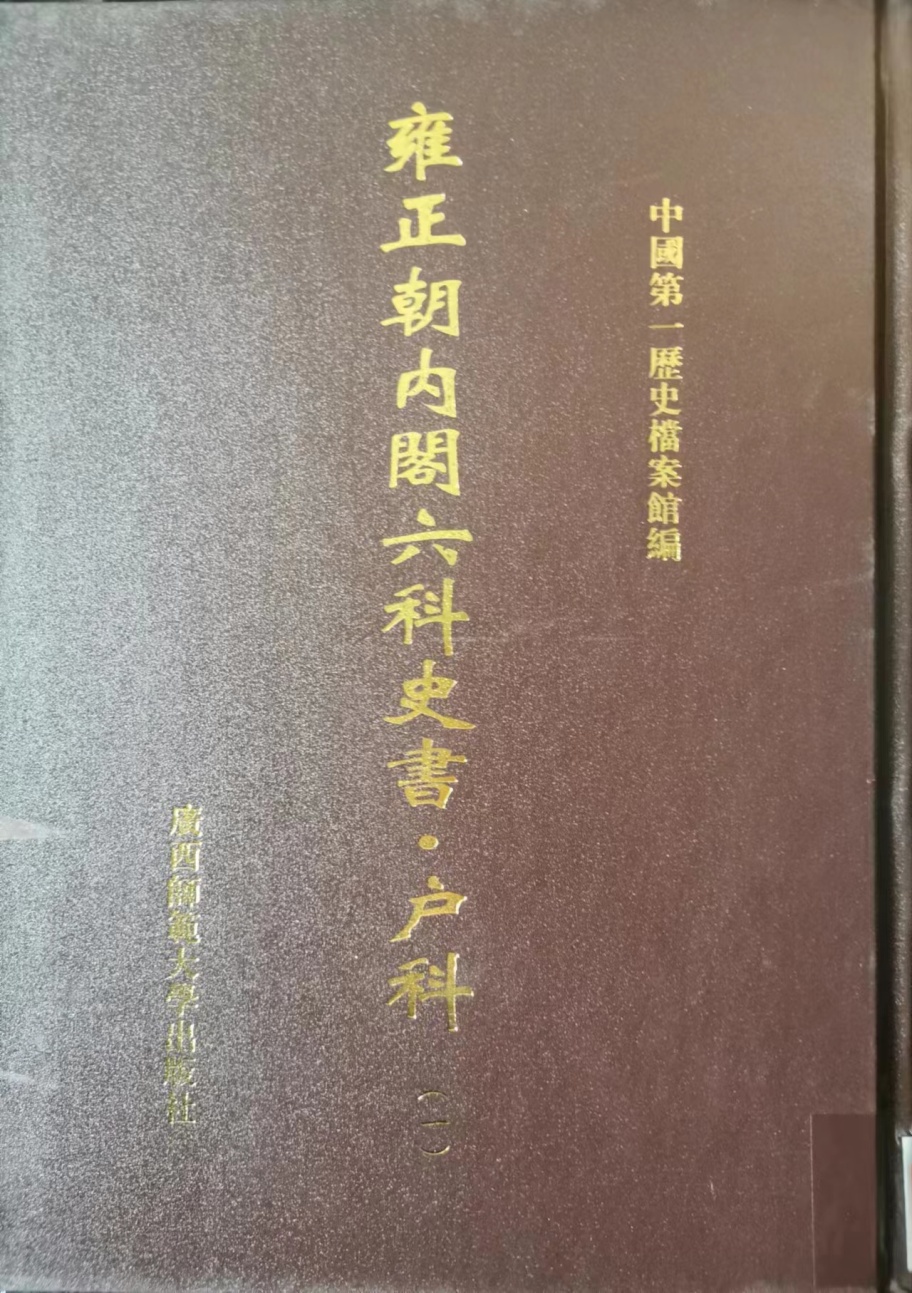 中國第一歷史檔案館編
雍正朝内閣六科史書·户科（一）
廣西師範大學出版社